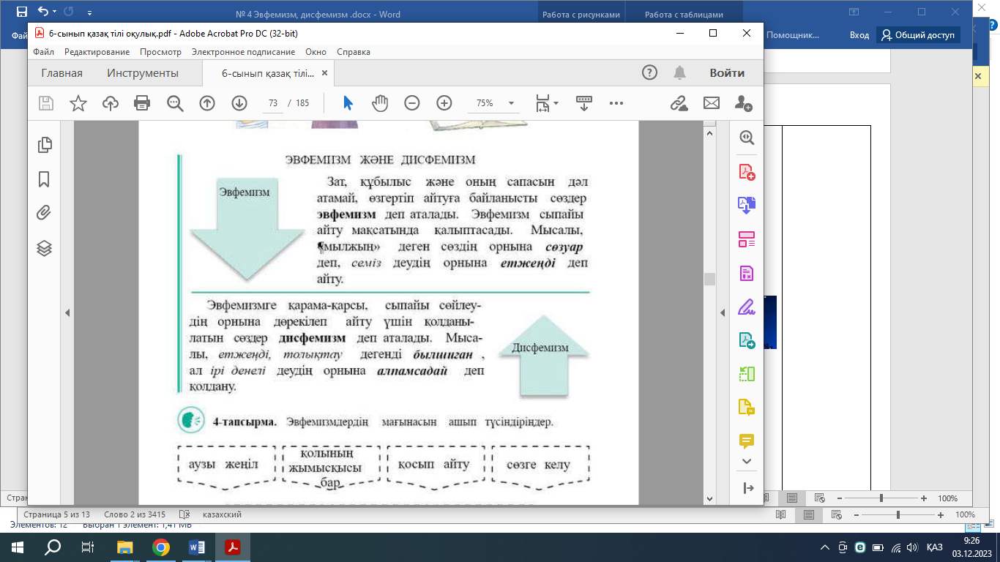 № 4 Эвфемизм, дисфемизм .docx - Word
Работа с рисунками
Работа с таблицами
6-сынып қазақ тілі оқулық.pdf - Adobe Acrobat Pro DC (32-bit)
Помощник...
Вход
Общий доступ
Файл Редактирование Просмотр Электронное подписание Окно Справка
Главная
Инструменты
6-сынып қазақ тілі...
Войти
73 / 185
75%
ЭВФЕМИЗМ ЖӘНЕ ДИСФЕМИЗМ
Эвфемизм
Зат, құбылыс және оның сапасын дәл
атамай, өзгертіп айтуға байланысты сөздер
эвфемизм деп аталады. Эвфемизм сыпайы
айту мақсатында қалыптасады. Мысалы,
¶мылжың» деген сөздің орнына сөзуар
деп, семіз деудің орнына етжеңді деп
айту.
Эвфемизмге қарама-қарсы, сыпайы сөйлеу-
дің орнына дөрекілеп айту үшін қолданы-
латын сөздер дисфемизм деп аталады. Мыса-
лы, етжеңді, толықтау дегенді былшиған ,
ал ірі денелі деудің орнына алпамсадай деп
қолдану.
Дисфемизм
4-тапсырма. Эвфемизмдердің мағынасын ашып түсіндіріңдер.
аузы жеңіл
қолының
жымысқысы
бар
қосып айту
сөзге келу
100%
Страница 5 из 13 Слово 2 из 3415 казахский
100%
Элементов: 12 Выбран 1 элемент: 1,41 МБ
ҚАЗ
9:26
03.12.2023